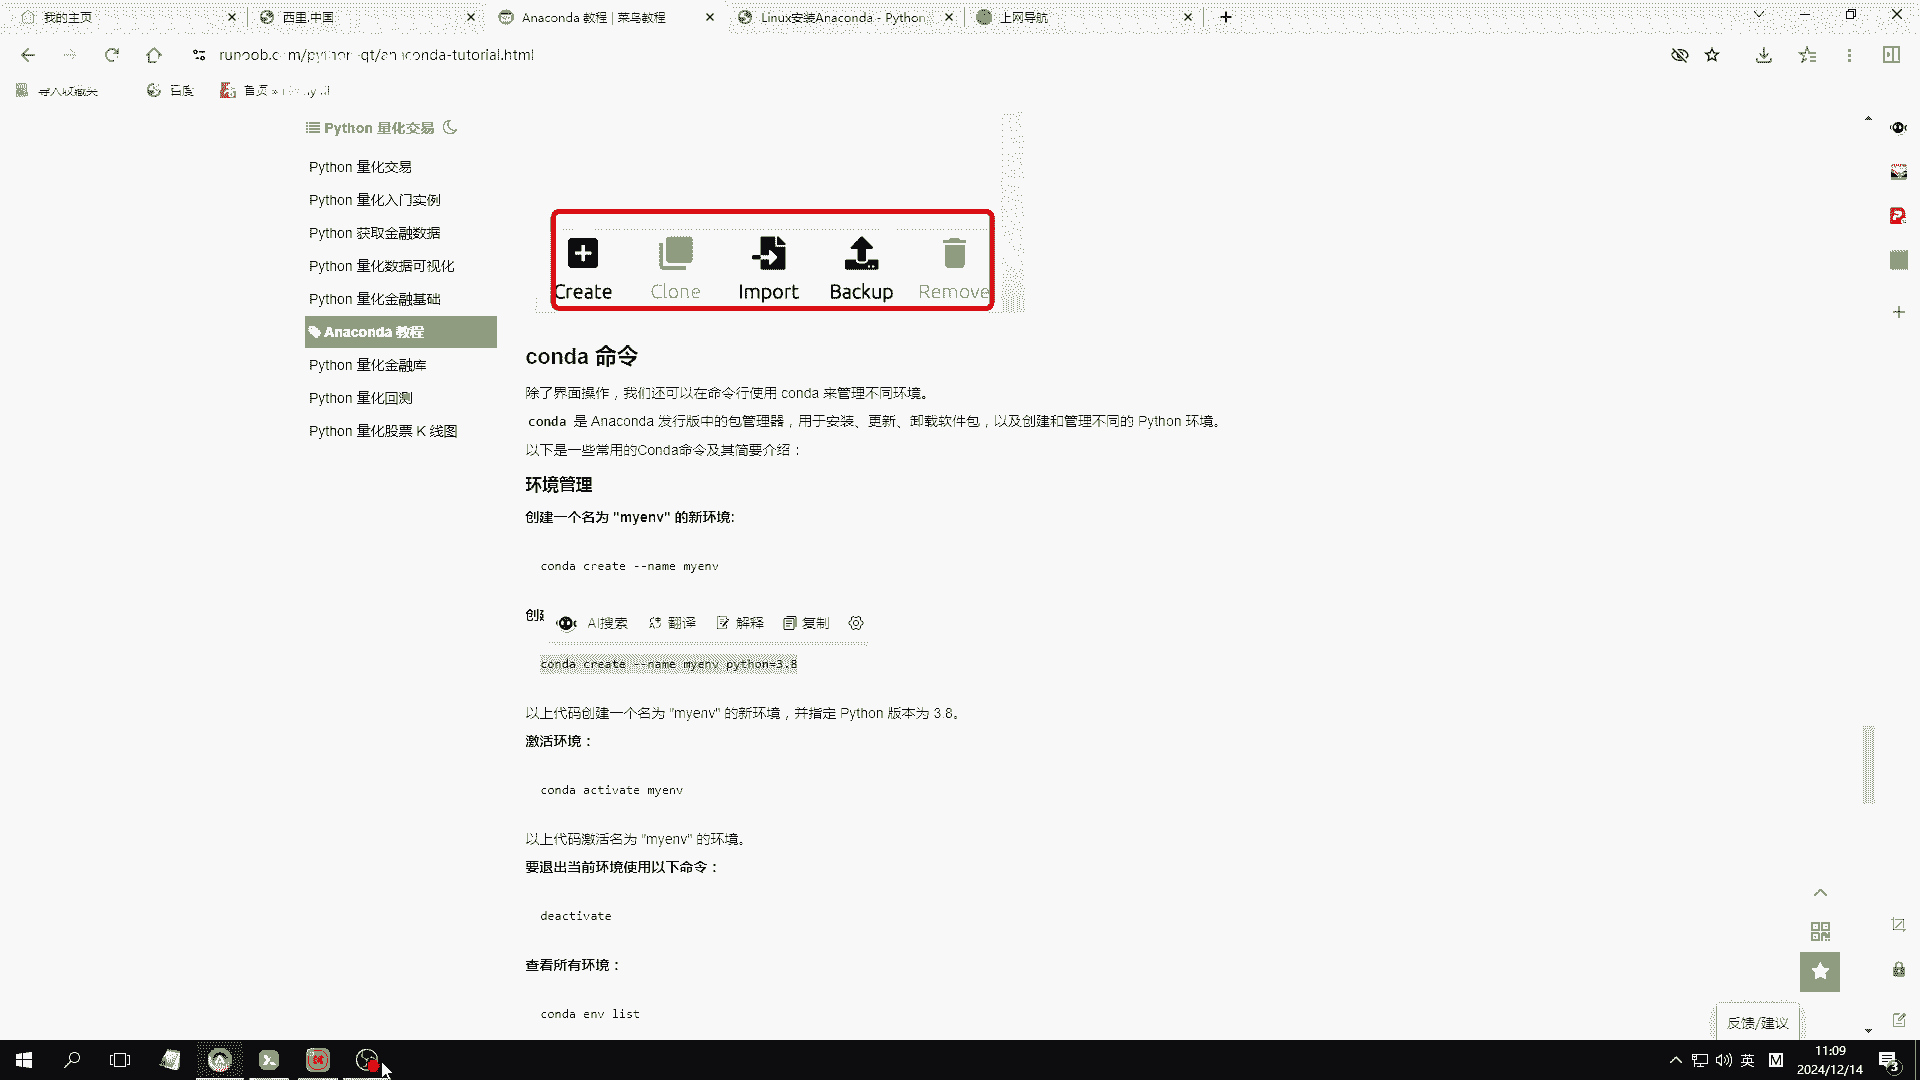 我的主页
西里.中国
Anaconda 教程 | 菜鸟教程
Linux安装Anaconda - Python
上网导航
导入收藏夹
百度
首页 »
Python 量化交易
Python 量化交易
Python 量化入门实例
Python 获取金融数据
Python 量化数据可视化
Python 量化金融基础
Anaconda 教程
Python 量化金融库
Python 量化回测
Python 量化股票 K 线图
Create Clone Import Backup Remove
conda 命令
除了界面操作，我们还可以在命令行使用 conda 来管理不同环境。
conda 是 Anaconda 发行版中的包管理器，用于安装、更新、卸载软件包，以及创建和管理不同的 Python 环境。
以下是一些常用的Conda命令及其简要介绍：
环境管理
创建一个名为 "myenv" 的新环境:
conda create --name myenv
AI搜索 翻译 解释 复制
conda create --name myenv python=3.8
以上代码创建一个名为 "myenv" 的新环境，并指定 Python 版本为 3.8。
激活环境：
conda activate myenv
以上代码激活名为 "myenv" 的环境。
要退出当前环境使用以下命令：
deactivate
查看所有环境：
conda env list
反馈/建议
英
M
11:09
2024/12/14
3